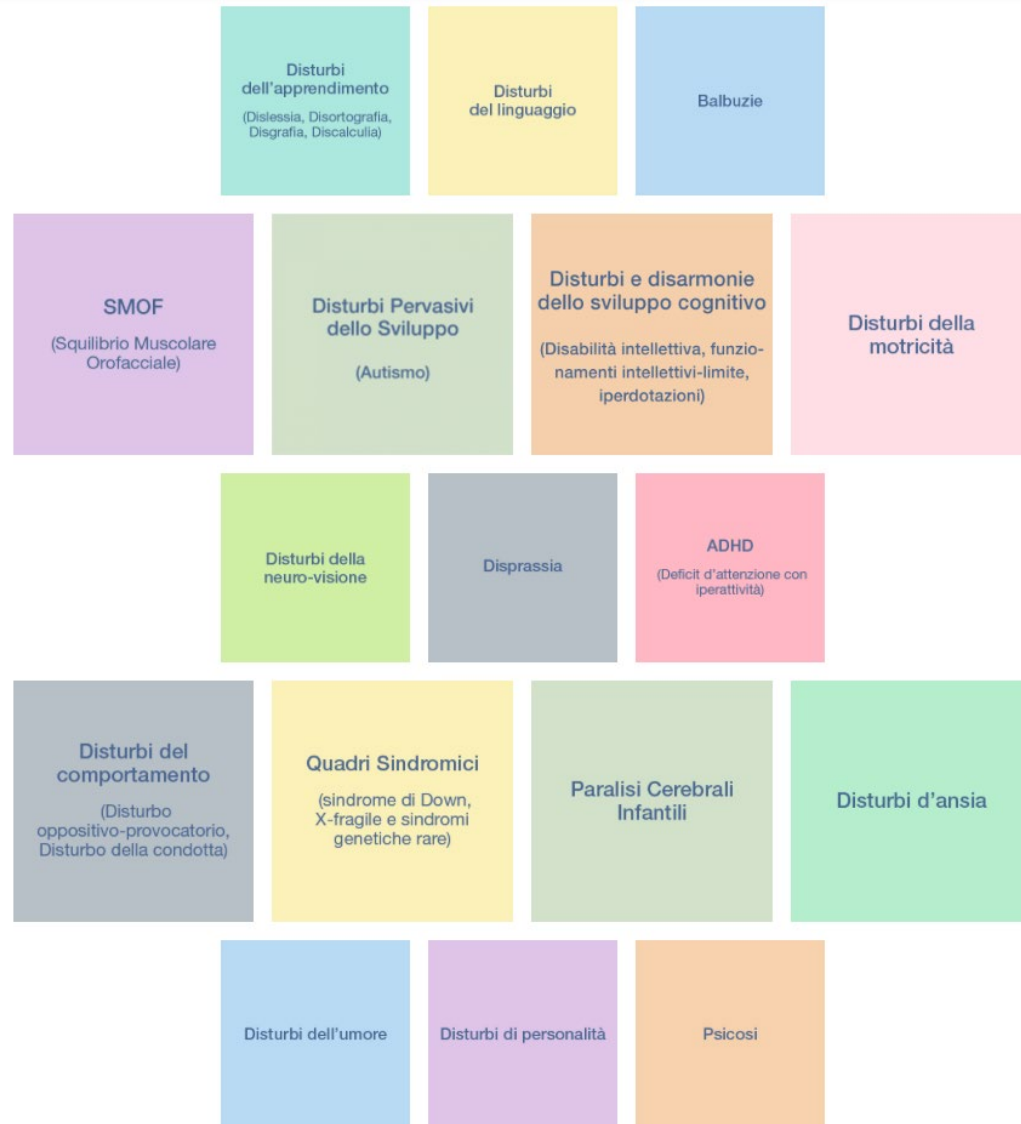 Disturbi
dell'apprendimento
(Dislessia, Disortografia,
Disgrafia, Discalculia)
Disturbi
del linguaggio
Balbuzie
SMOF
(Squilibrio Muscolare
Orofacciale)
Disturbi Pervasivi
dello Sviluppo
(Autismo)
Disturbi e disarmonie
dello sviluppo cognitivo
(Disabilità intellettiva, funzio-
namenti intellettivi-limite,
iperdotazioni)
Disturbi della
motricità
Disturbi della
neuro-visione
Disprassia
ADHD
(Deficit d'attenzione con
iperattività)
Disturbi del
comportamento
(Disturbo
oppositivo-provocatorio,
Disturbo della condotta)
Quadri Sindromici
(sindrome di Down,
X-fragile e sindromi
genetiche rare)
Paralisi Cerebrali
Infantili
Disturbi d'ansia
Disturbi dell'umore
Disturbi di personalità
Psicosi